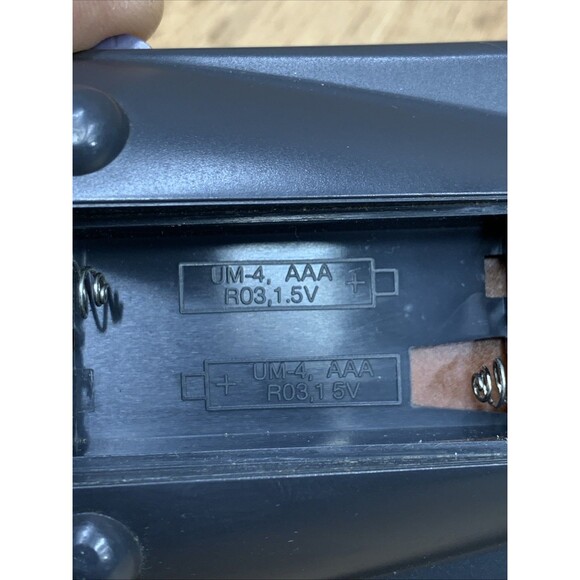 UM-4, AAA
R03,1.5V +
UM-4, AAA
+ R03,1 5V